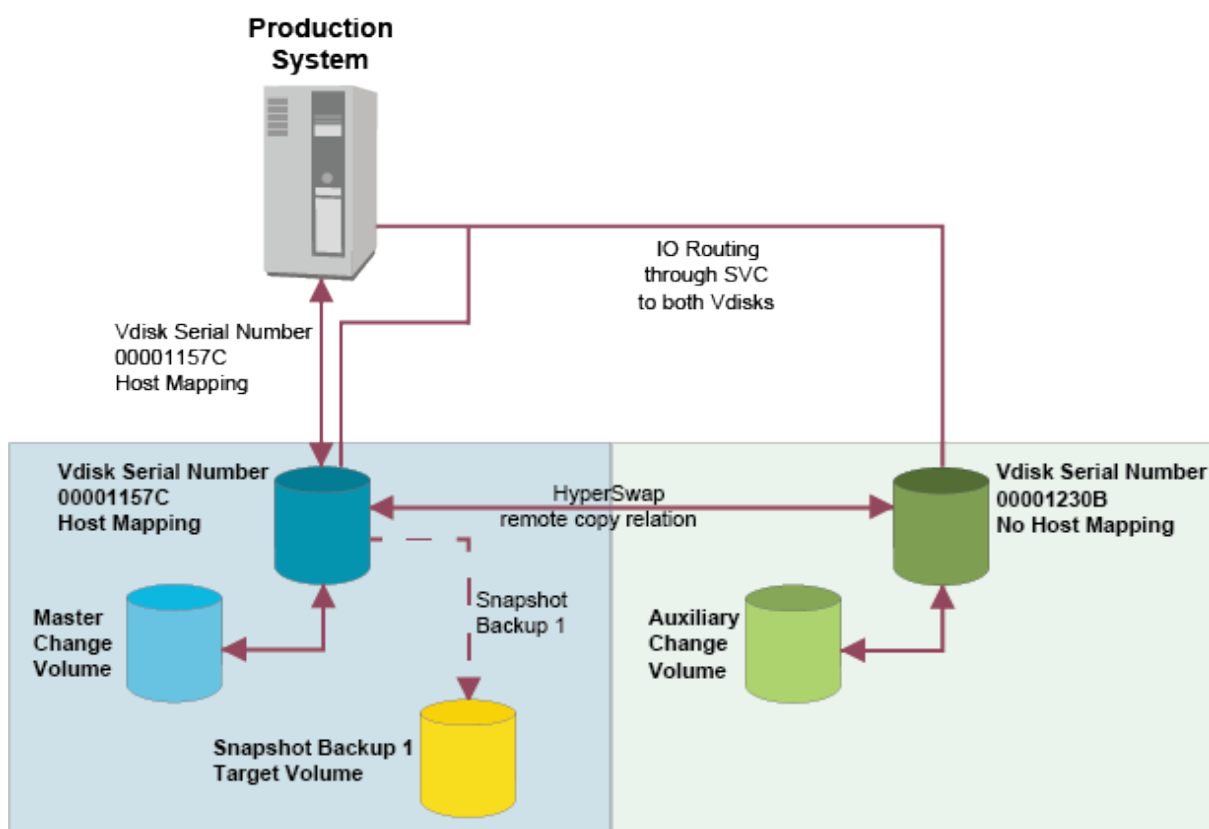 Production
System
IO Routing
through SVC
to both Vdisks
Vdisk Serial Number
00001157C
Host Mapping
Vdisk Serial Number
00001157C
Host Mapping
HyperSwap
remote copy relation
Vdisk Serial Number
00001230B
No Host Mapping
Master
Change
Volume
Snapshot
Backup 1
Auxiliary
Change
Volume
Snapshot Backup 1
Target Volume